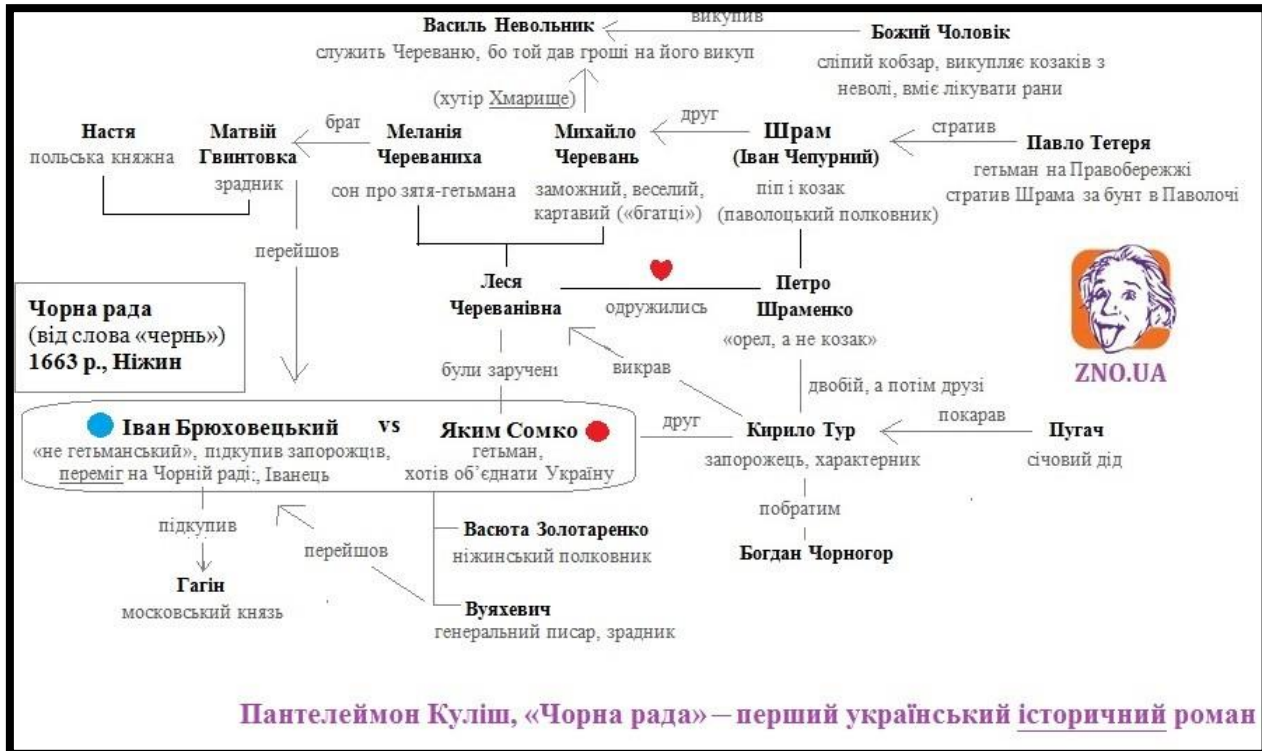 Василь Невольник
служить Череваню, бо той дав гроші на його викуп
викупив
Божий Чоловік
сліпий кобзар, викупляє козаків з
неволі, вміє лікувати рани
(хутір Хмарище)
Настя
польська княжна
Матвій
Гвинтовка
зрадник
брат
Меланія
Череваниха
сон про зятя-гетьмана
Михайло
Черевань
заможний, веселий,
картавий («бгатці»)
друг
Шрам
(Іван Чепурний)
піп і козак
(паволоцький полковник)
стратив
Павло Тетеря
гетьман на Правобережжі
стратив Шрама за бунт в Паволочі
перейшов
Леся
Череванівна
одружились
Петро
Шраменко
«орел, а не козак»
ZNO.UA
Чорна рада
(від слова «чернь»)
1663 р., Ніжин
були заручені
викрав
двобій, а потім друзі
Іван Брюховецький
«не гетьманський», підкупив запорожців,
переміг на Чорній раді:, Іванець
vs
Яким Сомко
гетьман,
хотів об’єднати Україну
друг
Кирило Тур
запорожець, характерник
покарав
Пугач
січовий дід
підкупив
Гагін
московський князь
перейшов
Васюта Золотаренко
ніжинський полковник
Вуяхевич
генеральний писар, зрадник
побратим
Богдан Чорногор
Пантелеймон Куліш, «Чорна рада» – перший український історичний роман